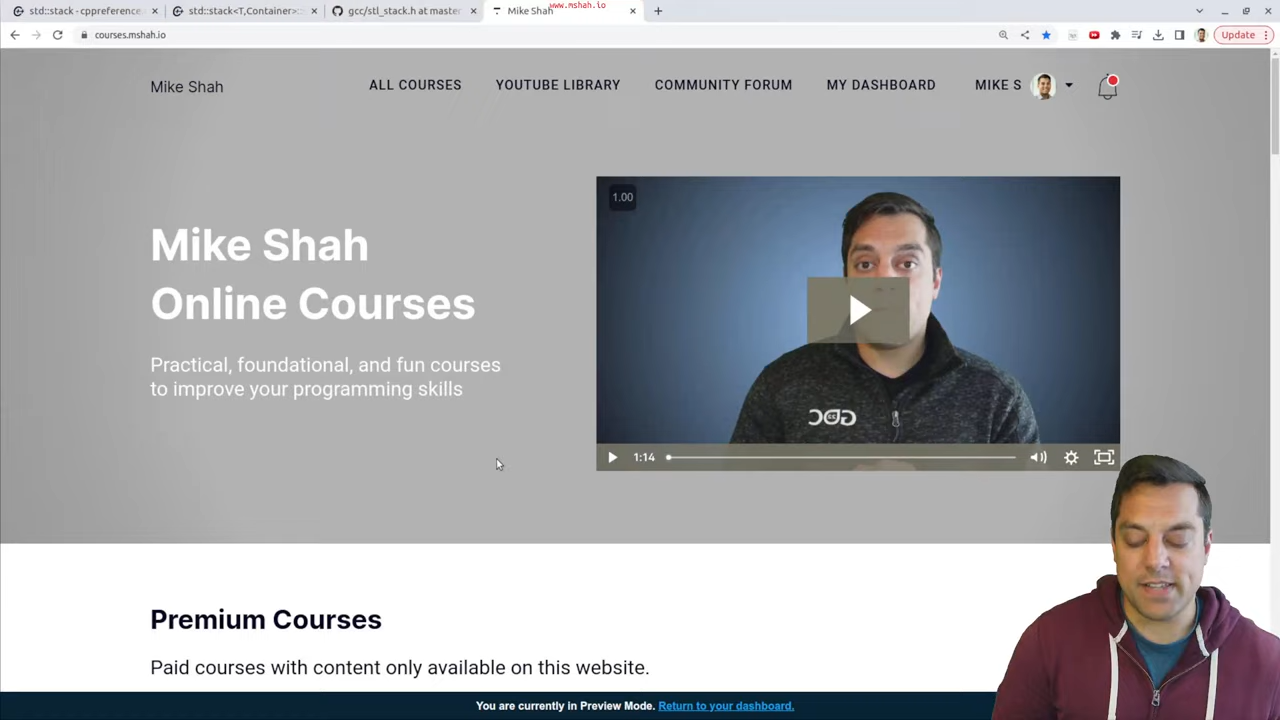 www.mshah.io
std::stack - cppreference.
std::stack<T,Container>::
gcc/stl_stack.h at master
Mike Shah
courses.mshah.io
Update
Mike Shah
ALL COURSES
YOUTUBE LIBRARY
COMMUNITY FORUM
MY DASHBOARD
MIKE S
1.00
Mike Shah
Online Courses
Practical, foundational, and fun courses
to improve your programming skills
GDC
1:14
Premium Courses
Paid courses with content only available on this website.
You are currently in Preview Mode. Return to your dashboard.